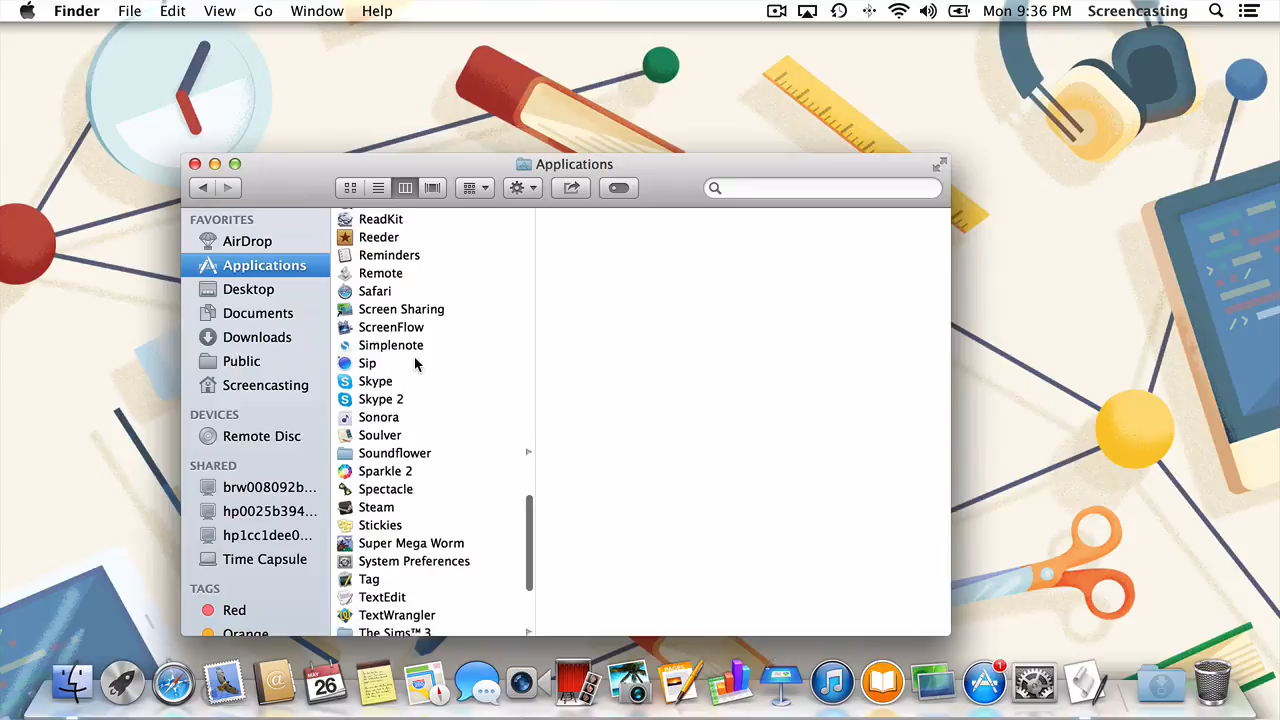 Finder File Edit View Go Window Help Mon 9:36 PM Screencasting
Applications
FAVORITES
AirDrop
Applications
Desktop
Documents
Downloads
Public
Screencasting
DEVICES
Remote Disc
SHARED
brw008092b...
hp0025b394...
hp1cc1dee0...
Time Capsule
TAGS
Red
Orange
ReadKit
Reeder
Reminders
Remote
Safari
Screen Sharing
ScreenFlow
Simplenote
Sip
Skype
Skype 2
Sonora
Soulver
Soundflower
Sparkle 2
Spectacle
Steam
Stickies
Super Mega Worm
System Preferences
Tag
TextEdit
TextWrangler
The Sims™ 3
MAY
26
PAGES
1